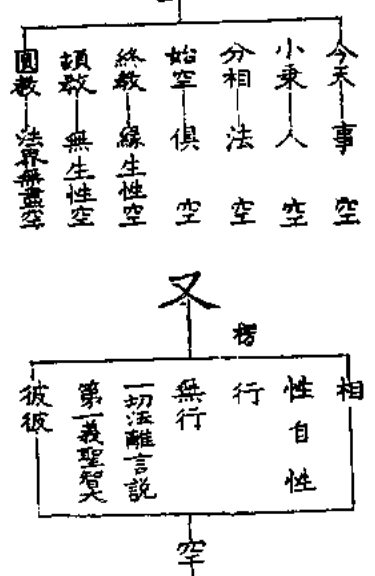 今天事空
小乘人空
分相法空
始空俱空
終教緣生性空
頓教無生性空
圓教法界無盡空
又
楞
相
性自性
行
無行
一切法離言說
第一義聖智大
彼彼
空